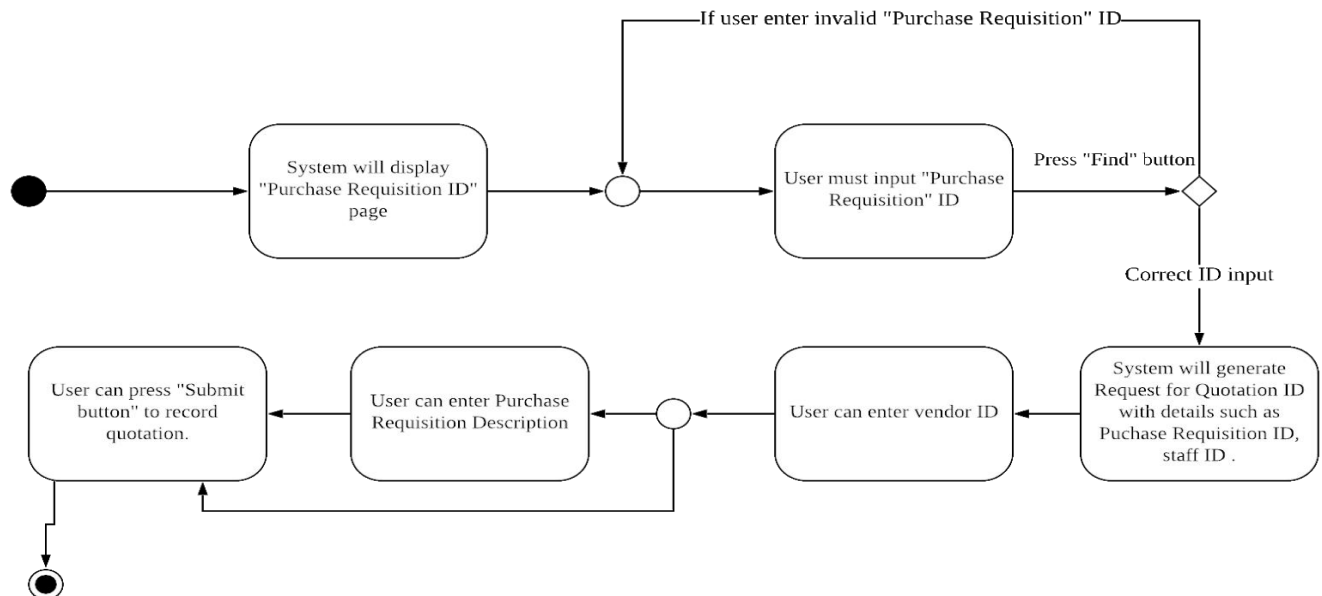 If user enter invalid "Purchase Requisition" ID
System will display
"Purchase Requisition ID"
page
User must input "Purchase
Requisition" ID
Press "Find" button
Correct ID input
User can press "Submit
button" to record
quotation.
User can enter Purchase
Requisition Description
User can enter vendor ID
System will generate
Request for Quotation ID
with details such as
Puchase Requisition ID,
staff ID .